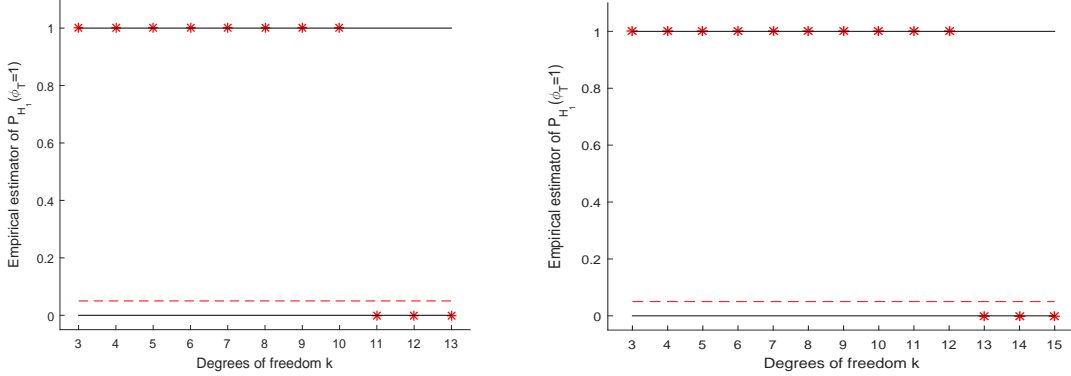 Empirical estimator of P_{H_1}(ϕ_T=1)
1
0.8
0.6
0.4
0.2
0
3 4 5 6 7 8 9 10 11 12 13
Degrees of freedom k
Empirical estimator of P_{H_1}(ϕ_T=1)
1
0.8
0.6
0.4
0.2
0
3 4 5 6 7 8 9 10 11 12 13 14 15
Degrees of freedom k